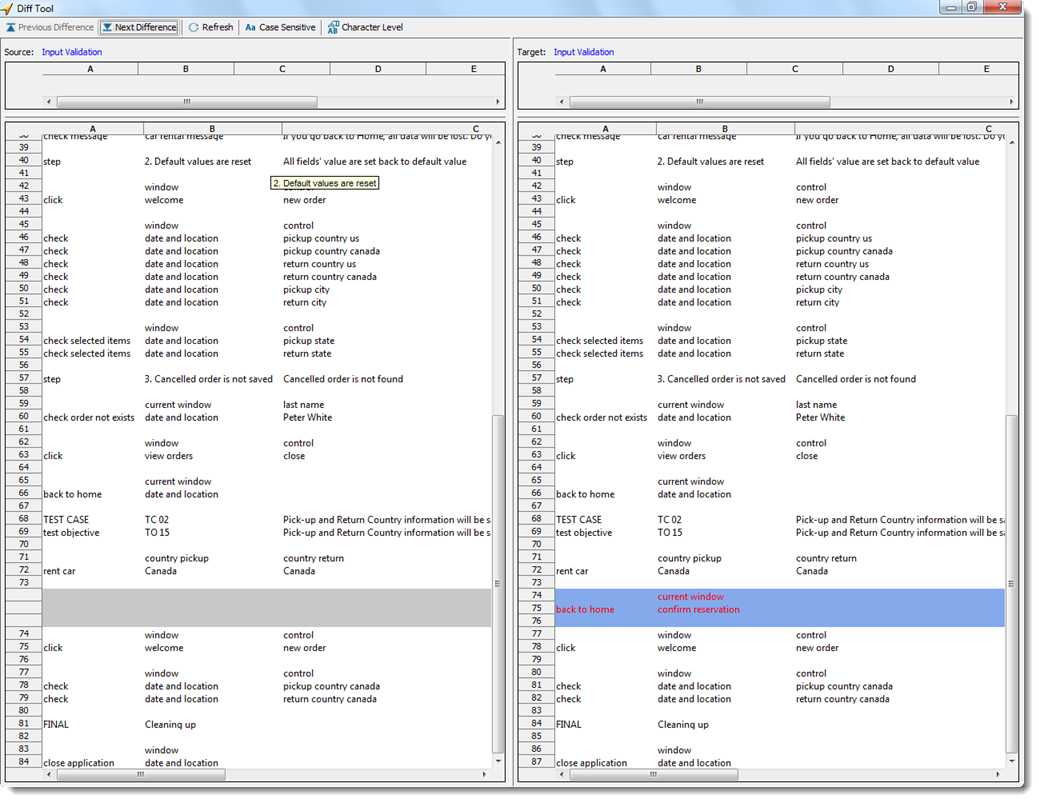 Diff Tool
Previous Difference Next Difference Refresh Aa Case Sensitive AB Character Level
Source: Input Validation
A B C D E
A B C
38 check message car rental message If you go back to Home, all data will be lost. Do yo
39
40 step 2. Default values are reset All fields' value are set back to default value
41
2. Default values are reset
42 window control
43 click welcome new order
44
45 window control
46 check date and location pickup country us
47 check date and location pickup country canada
48 check date and location return country us
49 check date and location return country canada
50 check date and location pickup city
51 check date and location return city
52
53 window control
54 check selected items date and location pickup state
55 check selected items date and location return state
56
57 step 3. Cancelled order is not saved Cancelled order is not found
58
59 current window last name
60 check order not exists date and location Peter White
61
62 window control
63 click view orders close
64
65 current window
66 back to home date and location
67
68 TEST CASE TC 02 Pick-up and Return Country information will be s
69 test objective TO 15 Pick-up and Return Country information will be s
70
71 country pickup country return
72 rent car Canada Canada
73
74 window control
75 click welcome new order
76
77 window control
78 check date and location pickup country canada
79 check date and location return country canada
80
81 FINAL Cleaning up
82
83 window
84 close application date and location
Target: Input Validation
A B C D E
A B C
38 check message car rental message If you go back to Home, all data will be lost. Do yo
39
40 step 2. Default values are reset All fields' value are set back to default value
41
42 window control
43 click welcome new order
44
45 window control
46 check date and location pickup country us
47 check date and location pickup country canada
48 check date and location return country us
49 check date and location return country canada
50 check date and location pickup city
51 check date and location return city
52
53 window control
54 check selected items date and location pickup state
55 check selected items date and location return state
56
57 step 3. Cancelled order is not saved Cancelled order is not found
58
59 current window last name
60 check order not exists date and location Peter White
61
62 window control
63 click view orders close
64
65 current window
66 back to home date and location
67
68 TEST CASE TC 02 Pick-up and Return Country information will be sa
69 test objective TO 15 Pick-up and Return Country information will be sa
70
71 country pickup country return
72 rent car Canada Canada
73
74 current window
75 back to home confirm reservation
76
77 window control
78 click welcome new order
79
80 window control
81 check date and location pickup country canada
82 check date and location return country canada
83
84 FINAL Cleaning up
85
86 window
87 close application date and location